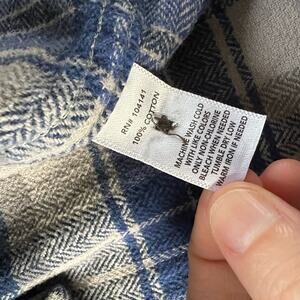 RN# 104141
100% COTTON
MACHINE WASH COLD
WITH LIKE COLORS
ONLY NON-CHLORINE
BLEACH WHEN NEEDED
TUMBLE DRY LOW
WARM IRON IF NEEDED